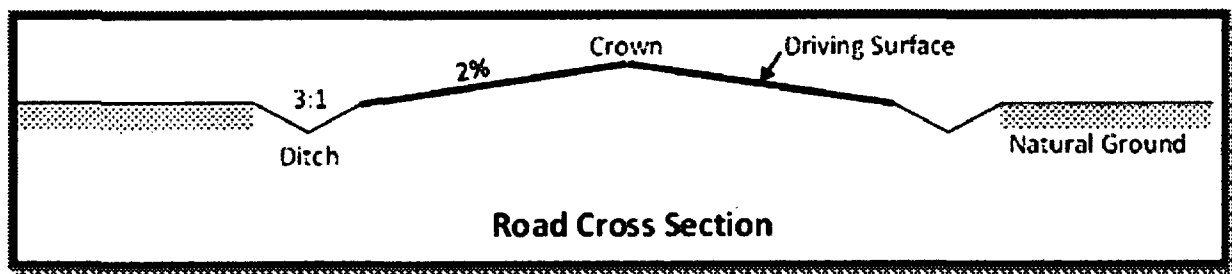 Crown
Driving Surface
2%
3:1
Ditch
Natural Ground
Road Cross Section